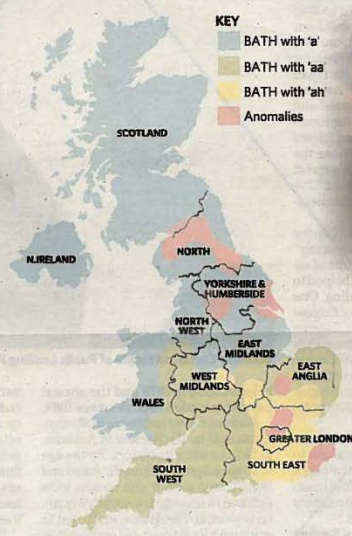 KEY
BATH with 'a'
BATH with 'aa'
BATH with 'ah'
Anomalies
SCOTLAND
N.IRELAND
NORTH
YORKSHIRE &
HUMBERSIDE
NORTH
WEST
EAST
MIDLANDS
EAST
ANGLIA
WEST
MIDLANDS
WALES
GREATER LONDON
SOUTH EAST
SOUTH
WEST